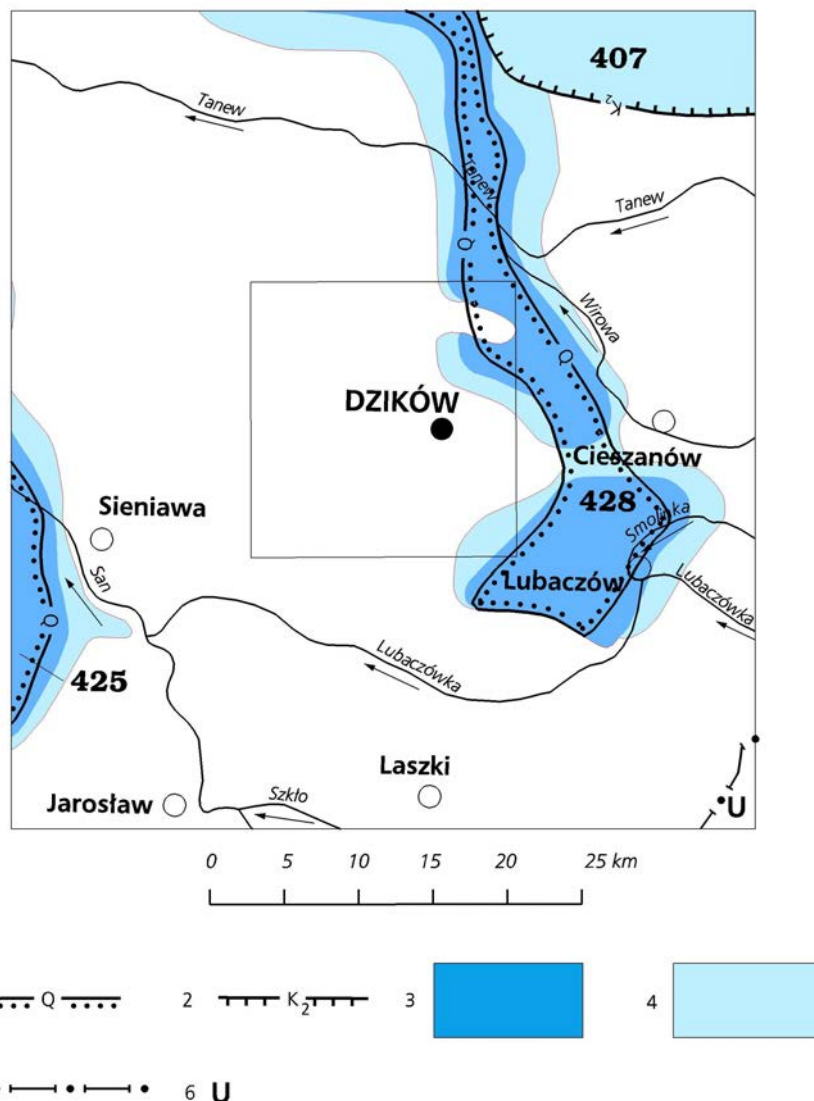 407
K₂
Tanew
Tanew
Tanew
Q
Wirowa
Q
DZIKÓW
Cieszanów
428
Sieniawa
Smolinka
San
Lubaczów
Lubaczówka
Q
Lubaczówka
425
Laszki
Jarosław
Szkło
U
0 5 10 15 20 25 km
Q 2 K₂ 3 4
6 U